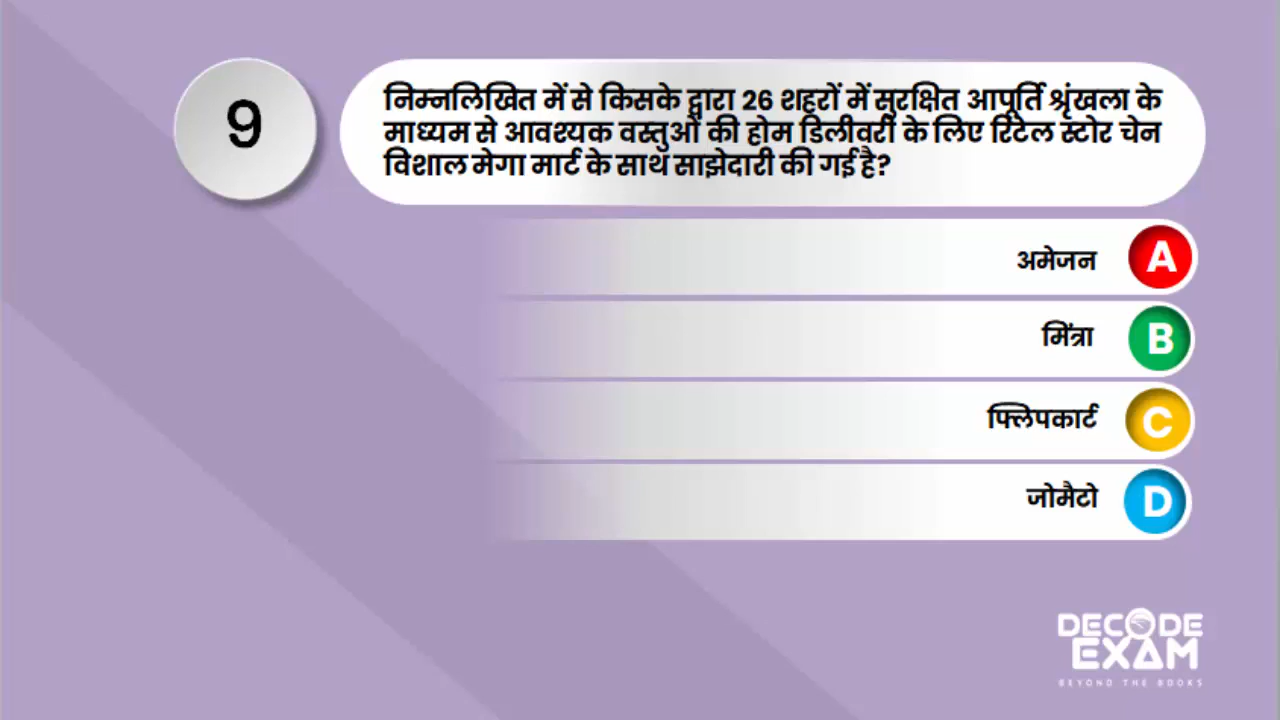 9
निम्नलिखित में से किसके द्वारा 26 शहरों में सुरक्षित आपूर्ति श्रृंखला के
माध्यम से आवश्यक वस्तुओं की होम डिलीवरी के लिए रिटेल स्टोर चेन
विशाल मेगा मार्ट के साथ साझेदारी की गई है?
अमेजन A
मिंत्रा B
फ्लिपकार्ट C
जोमैटो D
DECODE
EXAM
BEYOND THE BOOKS